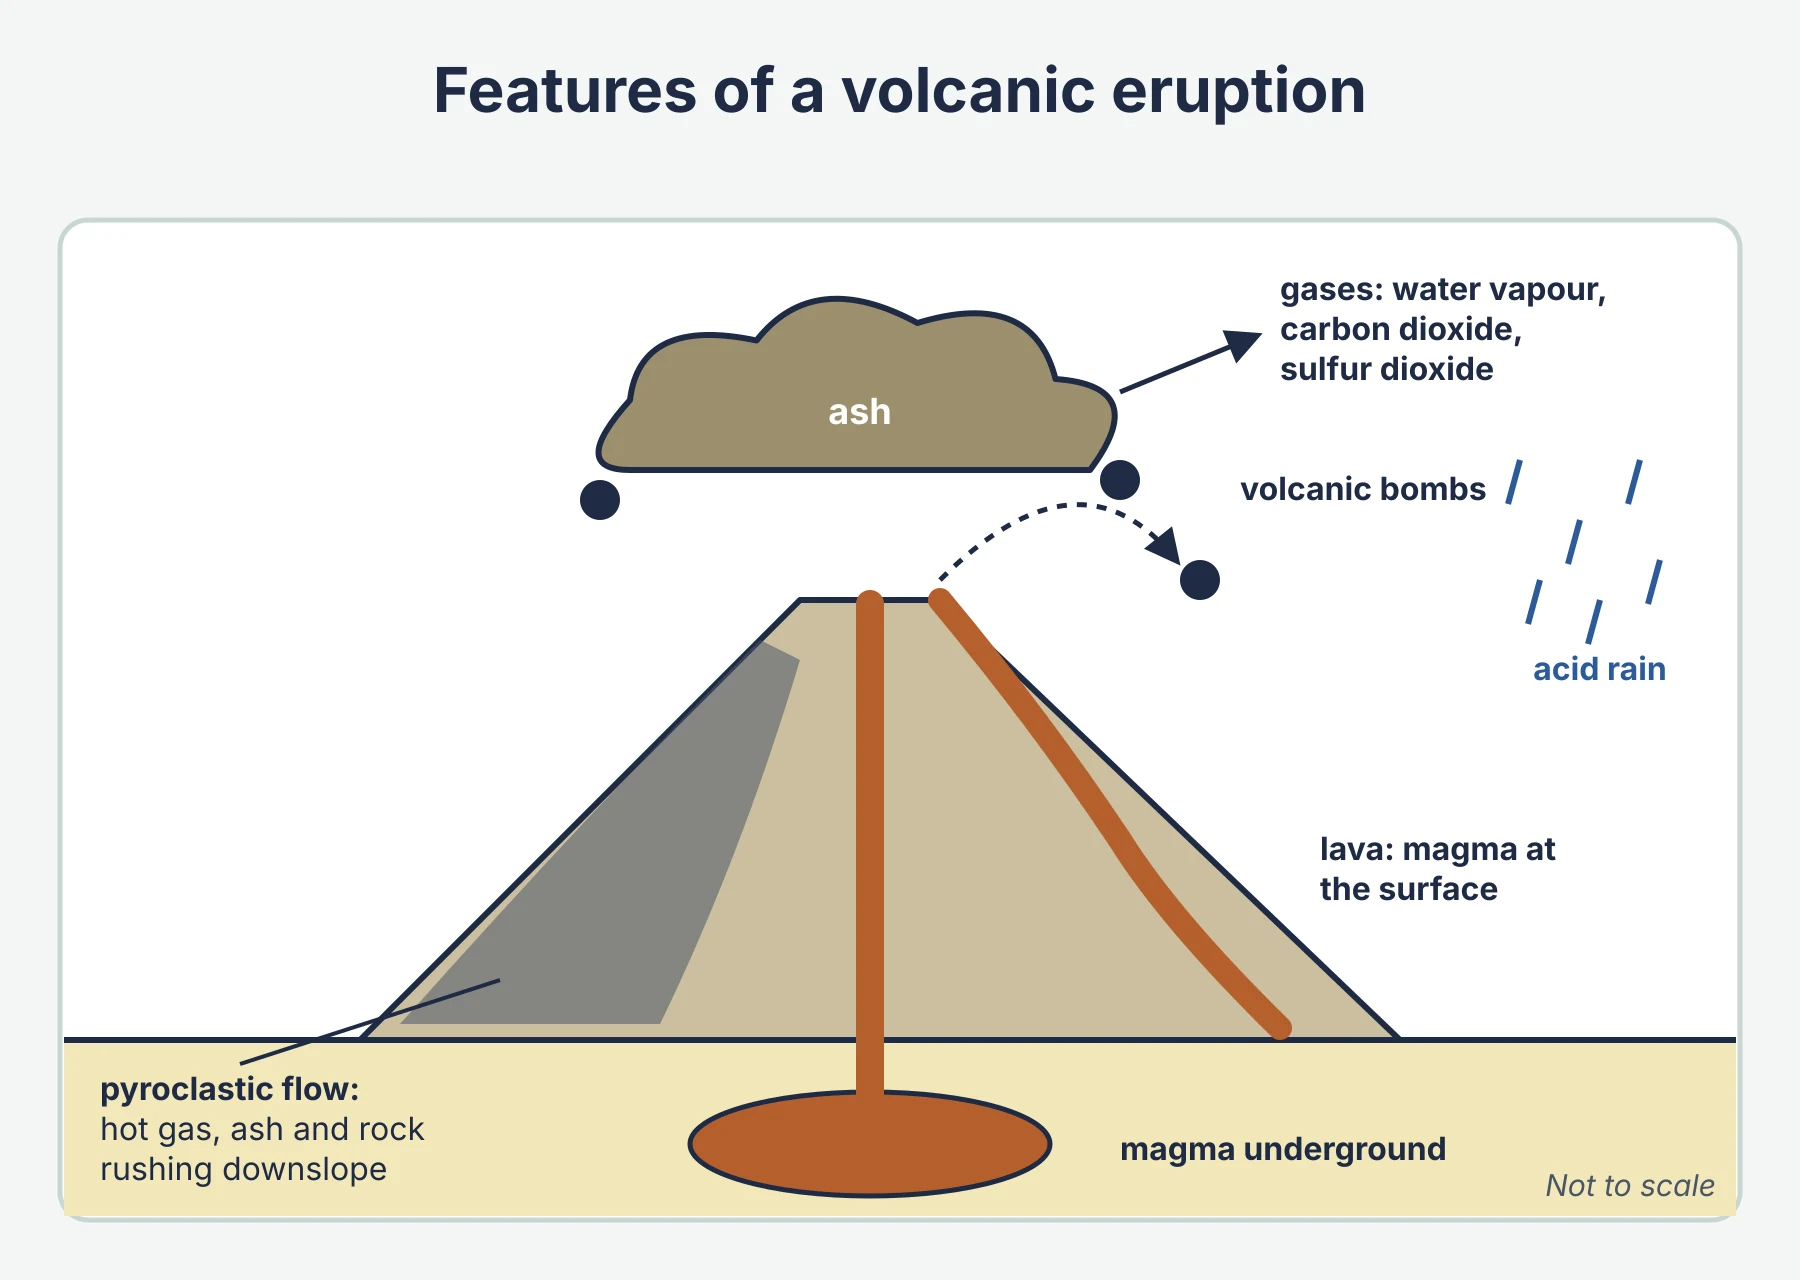 Features of a volcanic eruption
gases: water vapour,
carbon dioxide,
sulfur dioxide
ash
volcanic bombs
acid rain
lava: magma at
the surface
pyroclastic flow:
hot gas, ash and rock
rushing downslope
magma underground
Not to scale